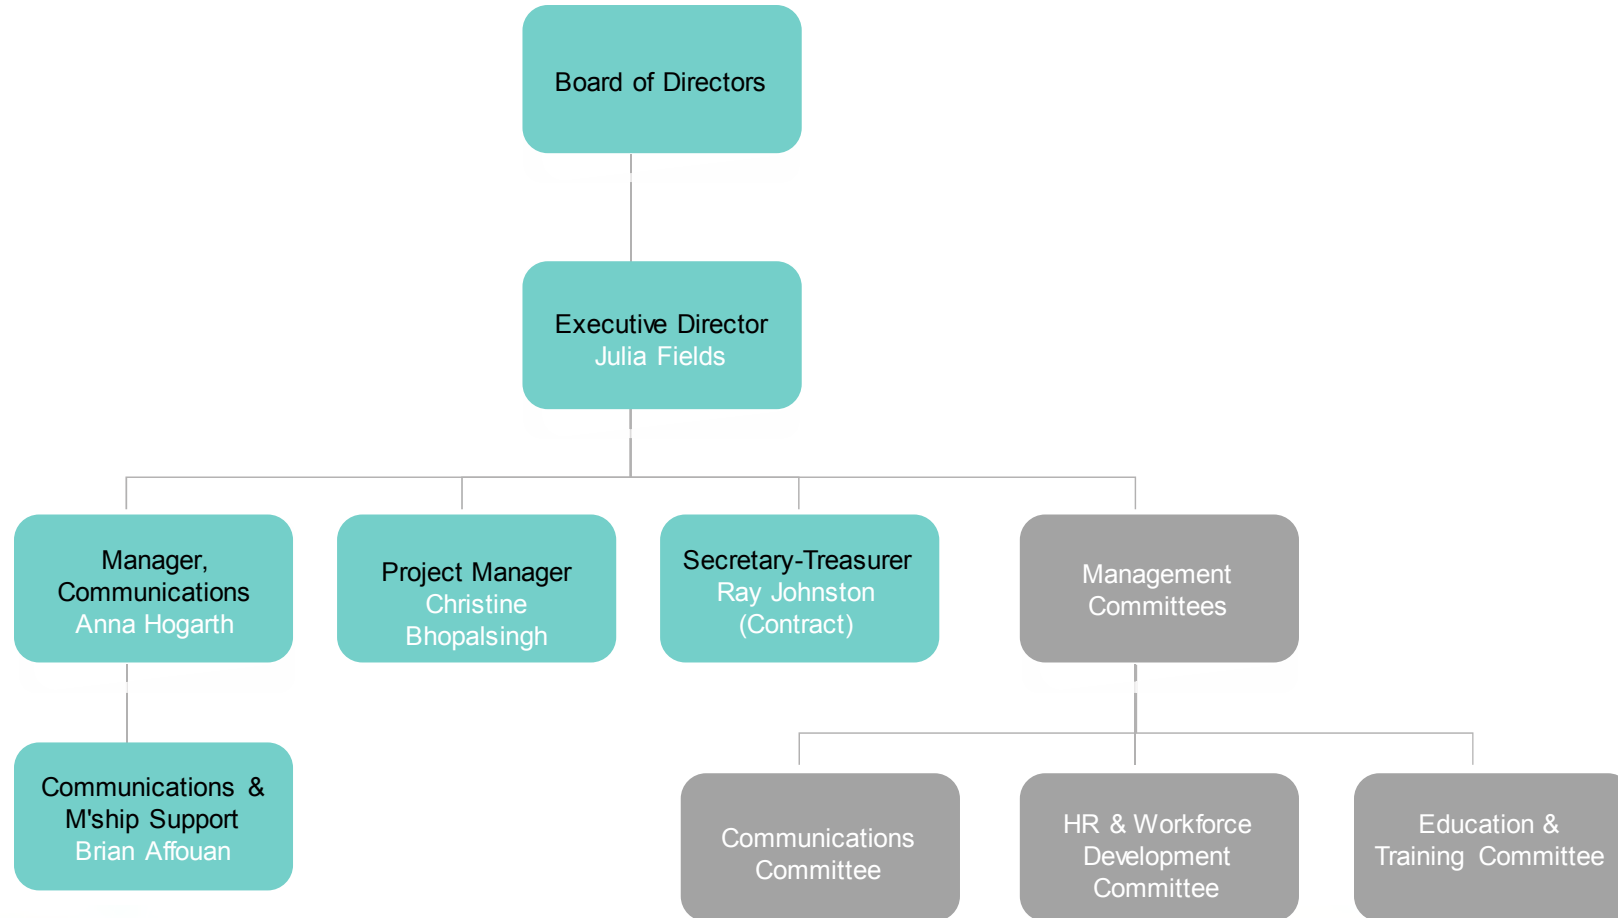 Board of Directors
Executive Director
Julia Fields
Manager,
Communications
Anna Hogarth
Project Manager
Christine
Bhopalsingh
Secretary-Treasurer
Ray Johnston
(Contract)
Management
Committees
Communications &
M'ship Support
Brian Affouan
Communications
Committee
HR & Workforce
Development
Committee
Education &
Training Committee